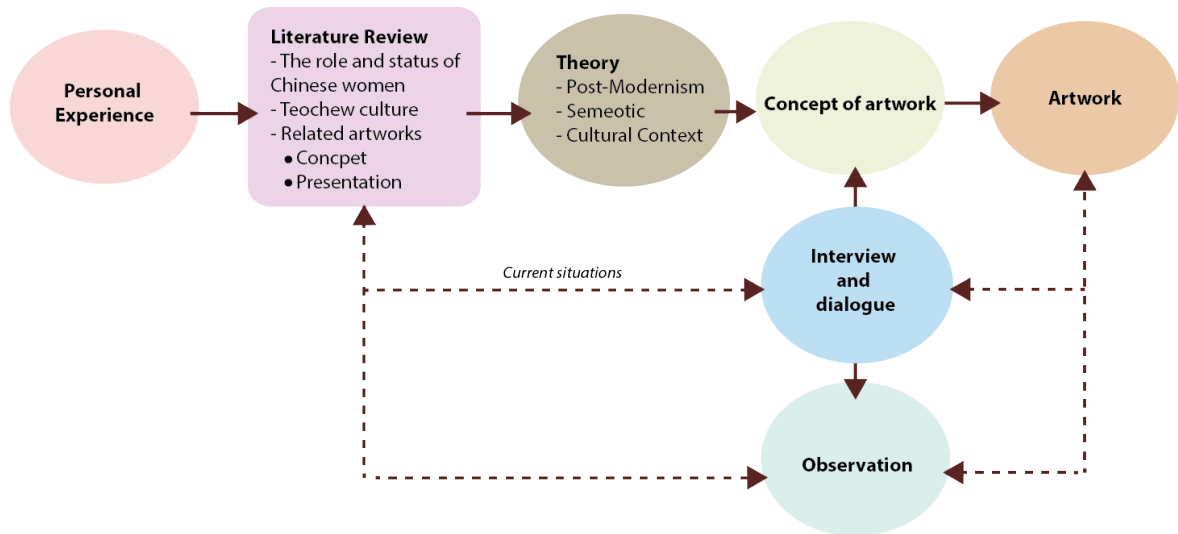 Personal
Experience
Literature Review
- The role and status of
Chinese women
- Teochew culture
- Related artworks
● Concpet
● Presentation
Theory
- Post-Modernism
- Semeotic
- Cultural Context
Concept of artwork
Artwork
Current situations
Interview
and
dialogue
Observation